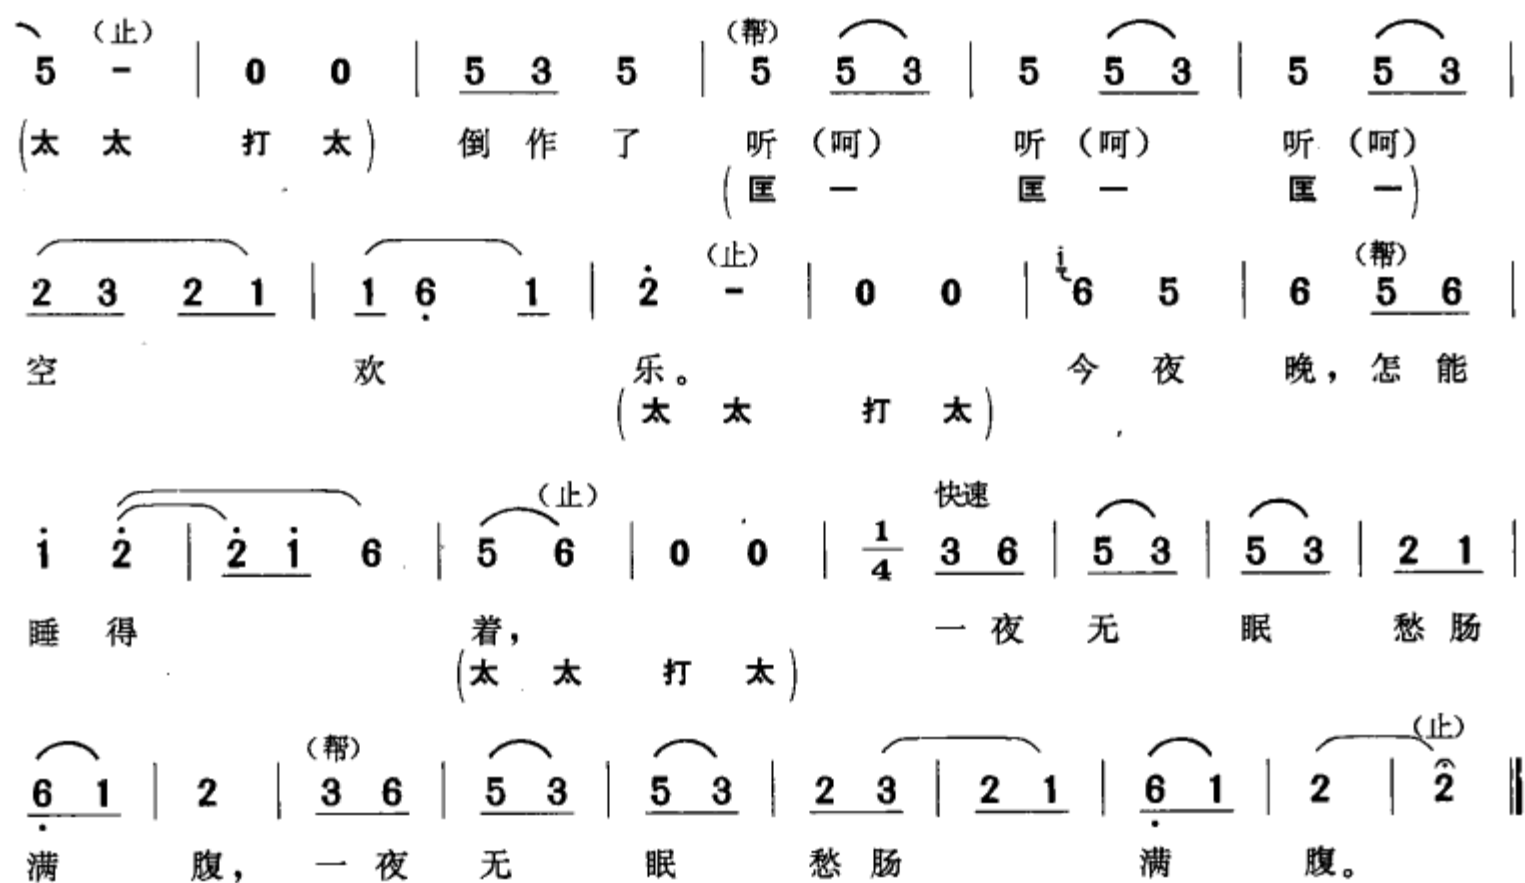 （止） （帮）
5 - | 0 0 | 5 3 5 | 5 5 3 | 5 5 3 | 5 5 3 |
（太 太 打 太） 倒 作 了 听（呵） 听（呵） 听（呵）
（匡 一 匡 一 匡 一）
（止） i （帮）
2 3 2 1 | 1 6 1 | 2 - | 0 0 | 6 5 | 6 5 6 |
空 欢 乐。 今 夜 晚，怎 能
（太 太 打 太）
（止） 快速
1 2 | 2 1 6 | 5 6 | 0 0 | 1/4 3 6 | 5 3 | 5 3 | 2 1 |
睡 得 着， 一 夜 无 眠 愁 肠
（太 太 打 太）
（帮） （止）
6 1 | 2 | 3 6 | 5 3 | 5 3 | 2 3 | 2 1 | 6 1 | 2 | 2 ‖
满 腹，一 夜 无 眠 愁 肠 满 腹。